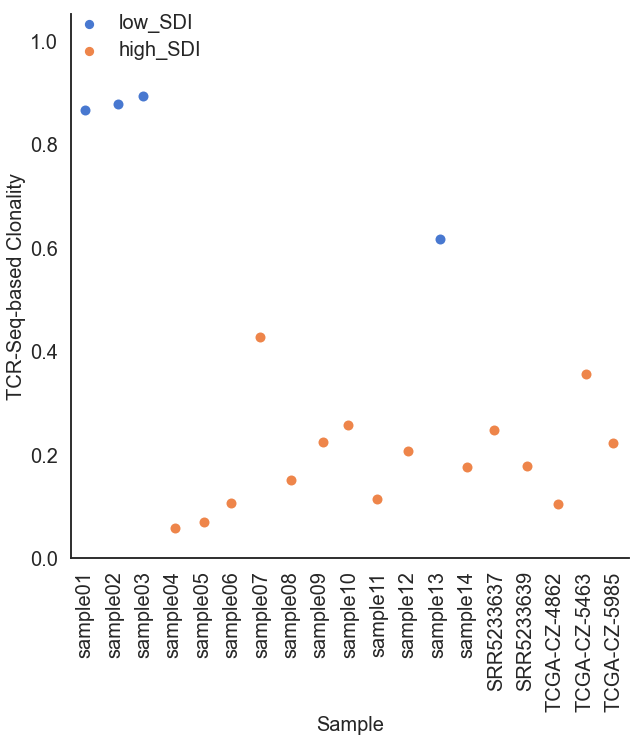 low_SDI
high_SDI
TCR-Seq-based Clonality
1.0
0.8
0.6
0.4
0.2
0.0
sample01
sample02
sample03
sample04
sample05
sample06
sample07
sample08
sample09
sample10
sample11
sample12
sample13
sample14
SRR5233637
SRR5233639
TCGA-CZ-4862
TCGA-CZ-5463
TCGA-CZ-5985
Sample